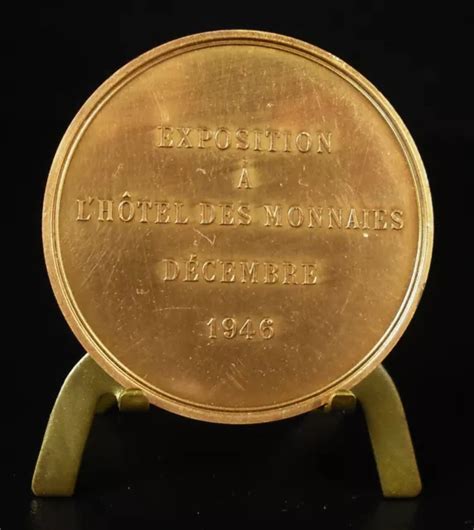 EXPOSITION
À
L'HÔTEL DES MONNAIES
DÉCEMBRE
1946